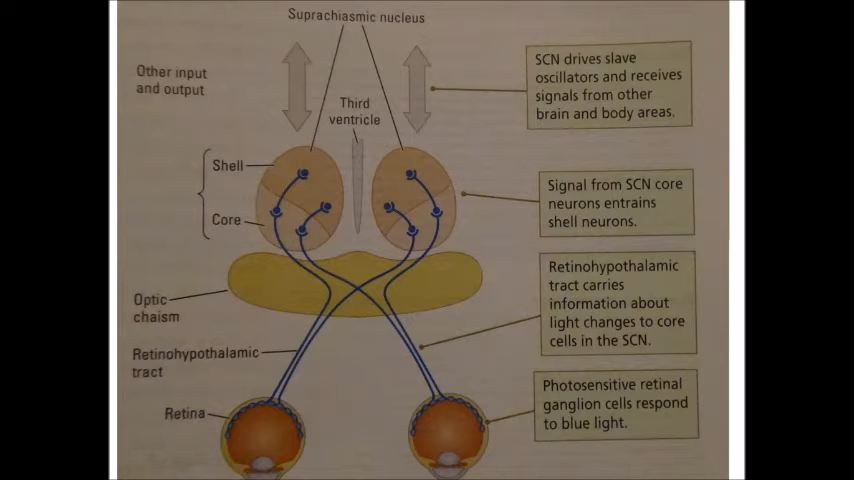 Suprachiasmic nucleus
Other input
and output
Third
ventricle
SCN drives slave
oscillators and receives
signals from other
brain and body areas.
Shell
Core
Signal from SCN core
neurons entrains
shell neurons.
Optic
chaism
Retinohypothalamic
tract carries
information about
light changes to core
cells in the SCN.
Retinohypothalamic
tract
Retina
Photosensitive retinal
ganglion cells respond
to blue light.